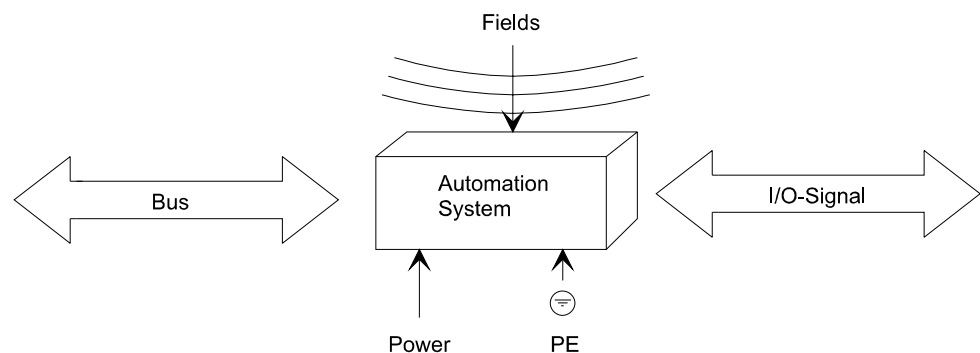 Fields
Automation
System
Bus
I/O-Signal
Power
PE